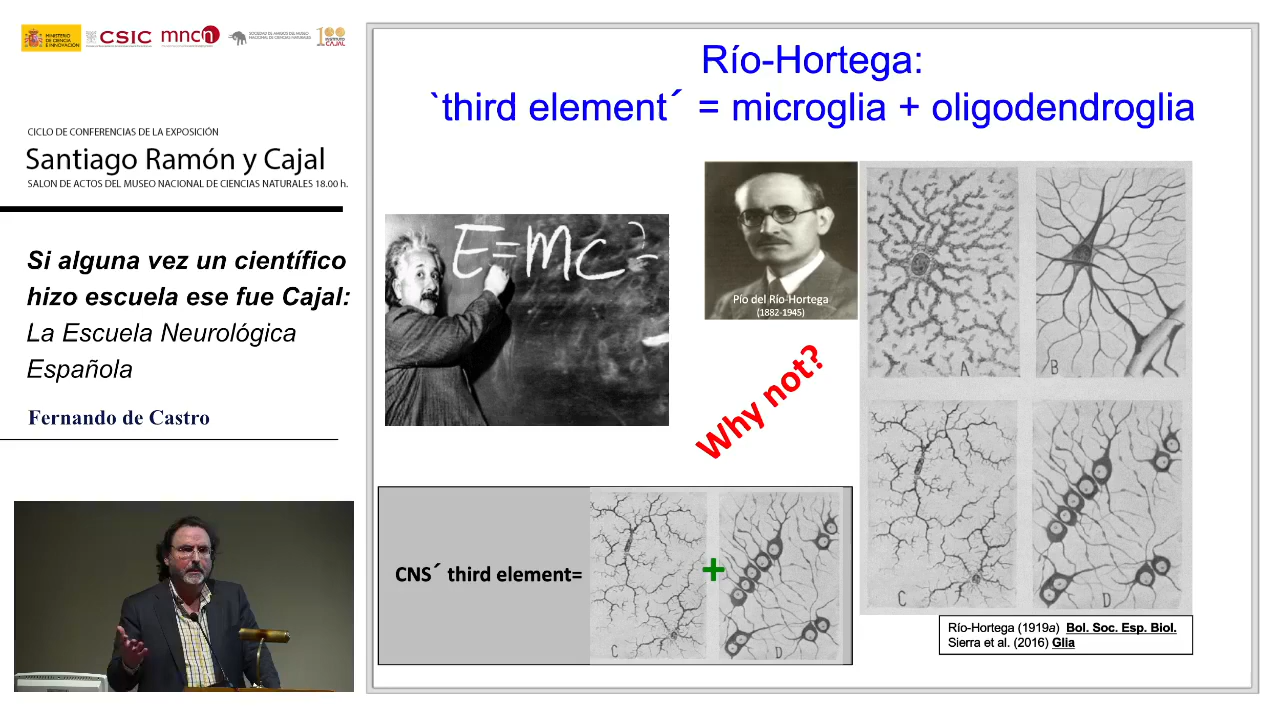 MINISTERIO
DE CIENCIA
E INNOVACIÓN
CSIC
mncn
SOCIEDAD DE AMIGOS DEL MUSEO
NACIONAL DE CIENCIAS NATURALES
100
INSTITUTO
CAJAL
CICLO DE CONFERENCIAS DE LA EXPOSICIÓN
Santiago Ramón y Cajal
SALON DE ACTOS DEL MUSEO NACIONAL DE CIENCIAS NATURALES 18.00 h.
Si alguna vez un científico
hizo escuela ese fue Cajal:
La Escuela Neurológica
Española
Fernando de Castro
Río-Hortega:
`third element´ = microglia + oligodendroglia
E=mc²=
Pío del Río-Hortega
(1882-1945)
Why not?
A
B
C
D
CNS´ third element=
C
+
D
Río-Hortega (1919a) Bol. Soc. Esp. Biol.
Sierra et al. (2016) Glia